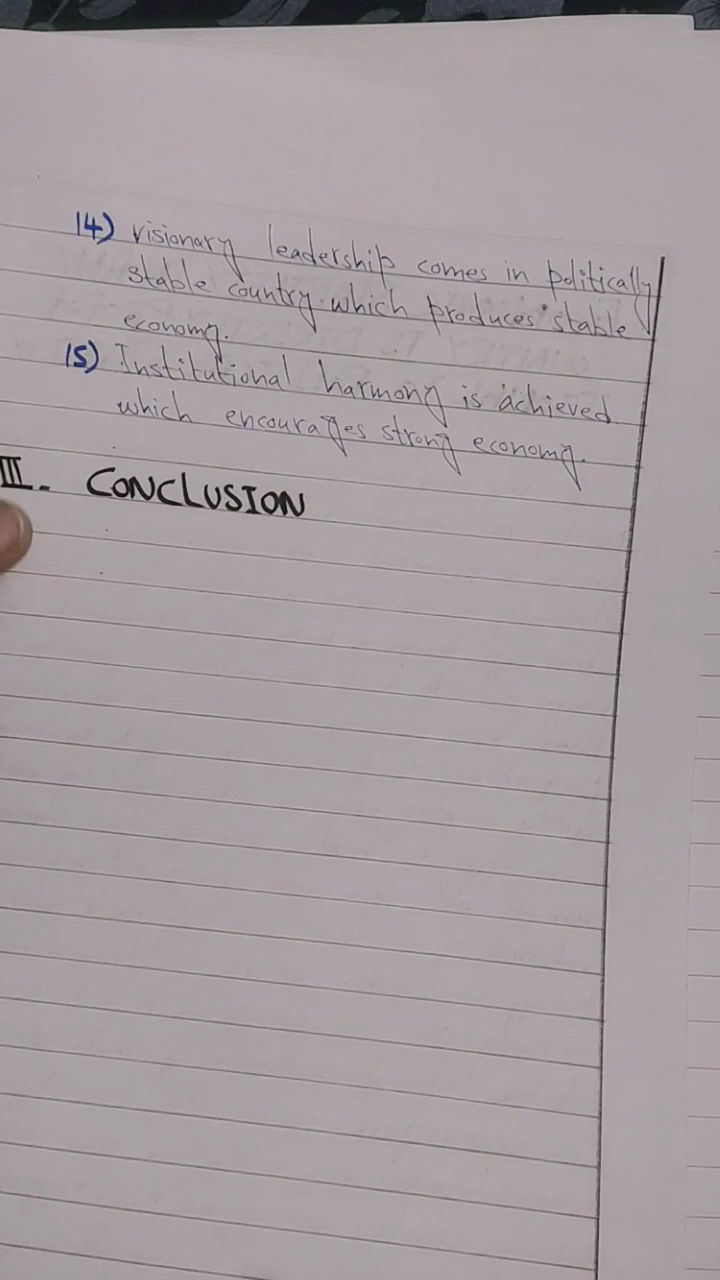 14) visionary leadership comes in politically
stable country which produces stable
economy.
15) Institutional harmony is achieved
which encourages strong economy.
III. CONCLUSION